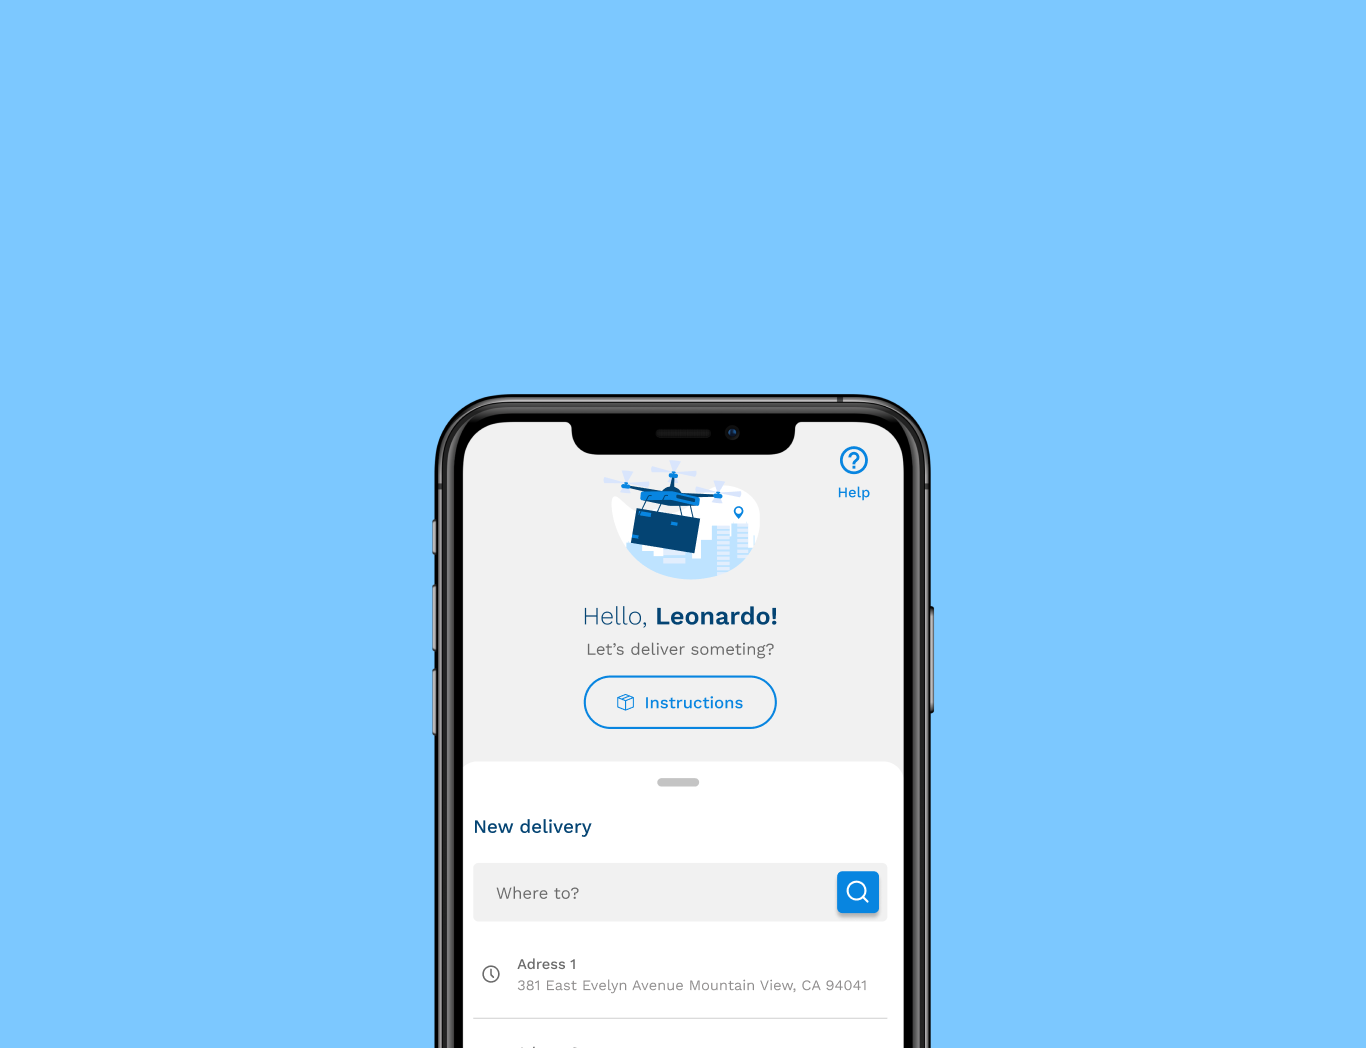 Help
Hello, Leonardo!
Let's deliver someting?
Instructions
New delivery
Where to?
Adress 1
381 East Evelyn Avenue Mountain View, CA 94041